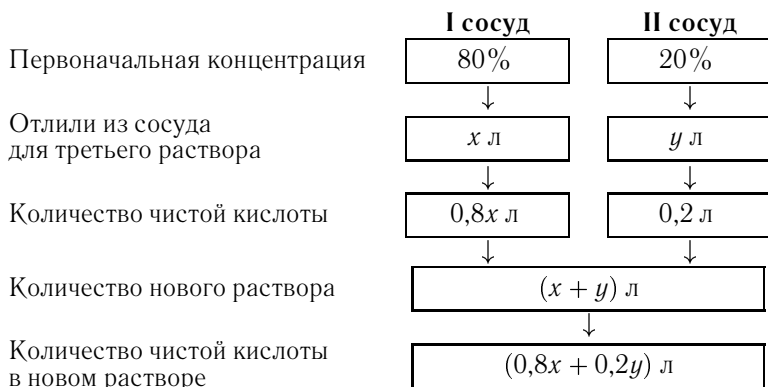 I сосуд II сосуд
Первоначальная концентрация 80% 20%
↓ ↓
Отлили из сосуда
для третьего раствора x л y л
↓ ↓
Количество чистой кислоты 0,8x л 0,2 л
↓ ↓
Количество нового раствора (x + y) л
↓
Количество чистой кислоты
в новом растворе (0,8x + 0,2y) л